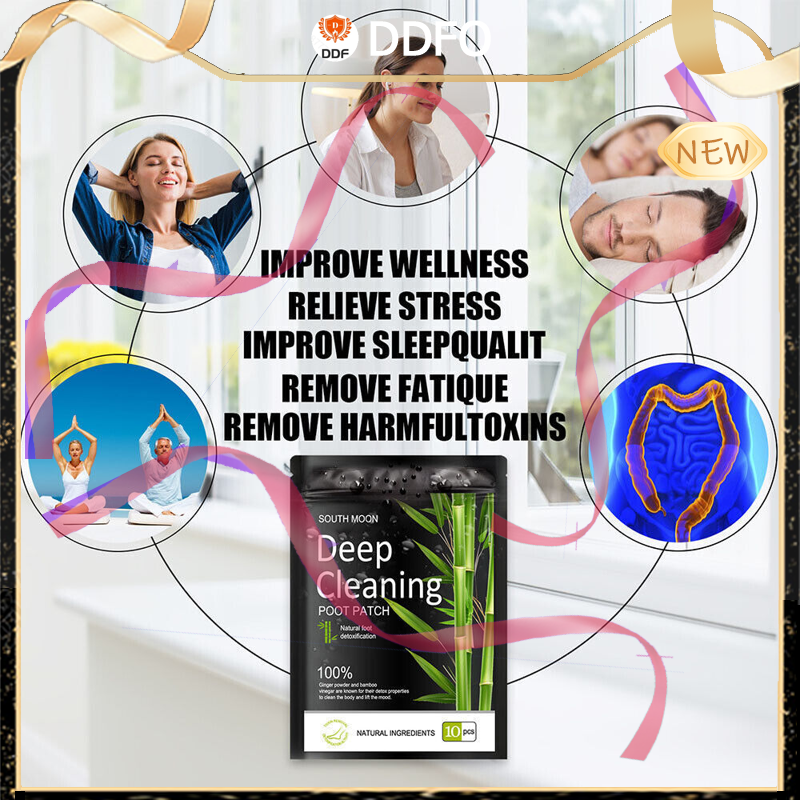 DDF
DDFO
NEW
IMPROVE WELLNESS
RELIEVE STRESS
IMPROVE SLEEPQUALIT
REMOVE FATIQUE
REMOVE HARMFULTOXINS
SOUTH MOON
Deep
Cleaning
POOT PATCH
Natural foot
detoxification
100%
Ginger powder and bamboo
vinegar are known for their detox properties
to clean the body and lift the mood.
NATURAL INGREDIENTS
10 pcs